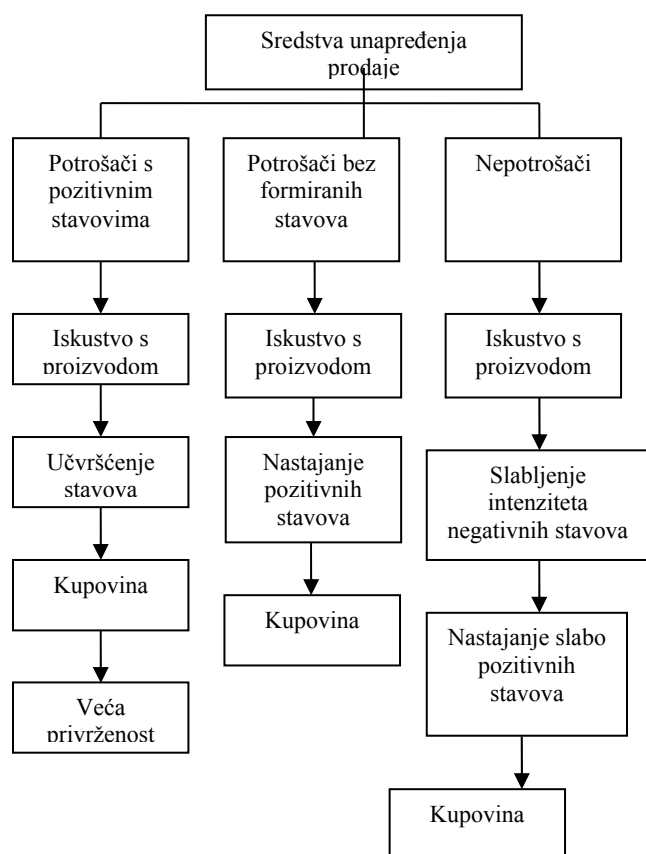 Sredstva unapređenja
prodaje
Potrošači s
pozitivnim
stavovima
Potrošači bez
formiranih
stavova
Nepotrošači
Iskustvo s
proizvodom
Iskustvo s
proizvodom
Iskustvo s
proizvodom
Učvršćenje
stavova
Nastajanje
pozitivnih
stavova
Slabljenje
intenziteta
negativnih stavova
Kupovina
Kupovina
Nastajanje slabo
pozitivnih
stavova
Veća
privrženost
Kupovina